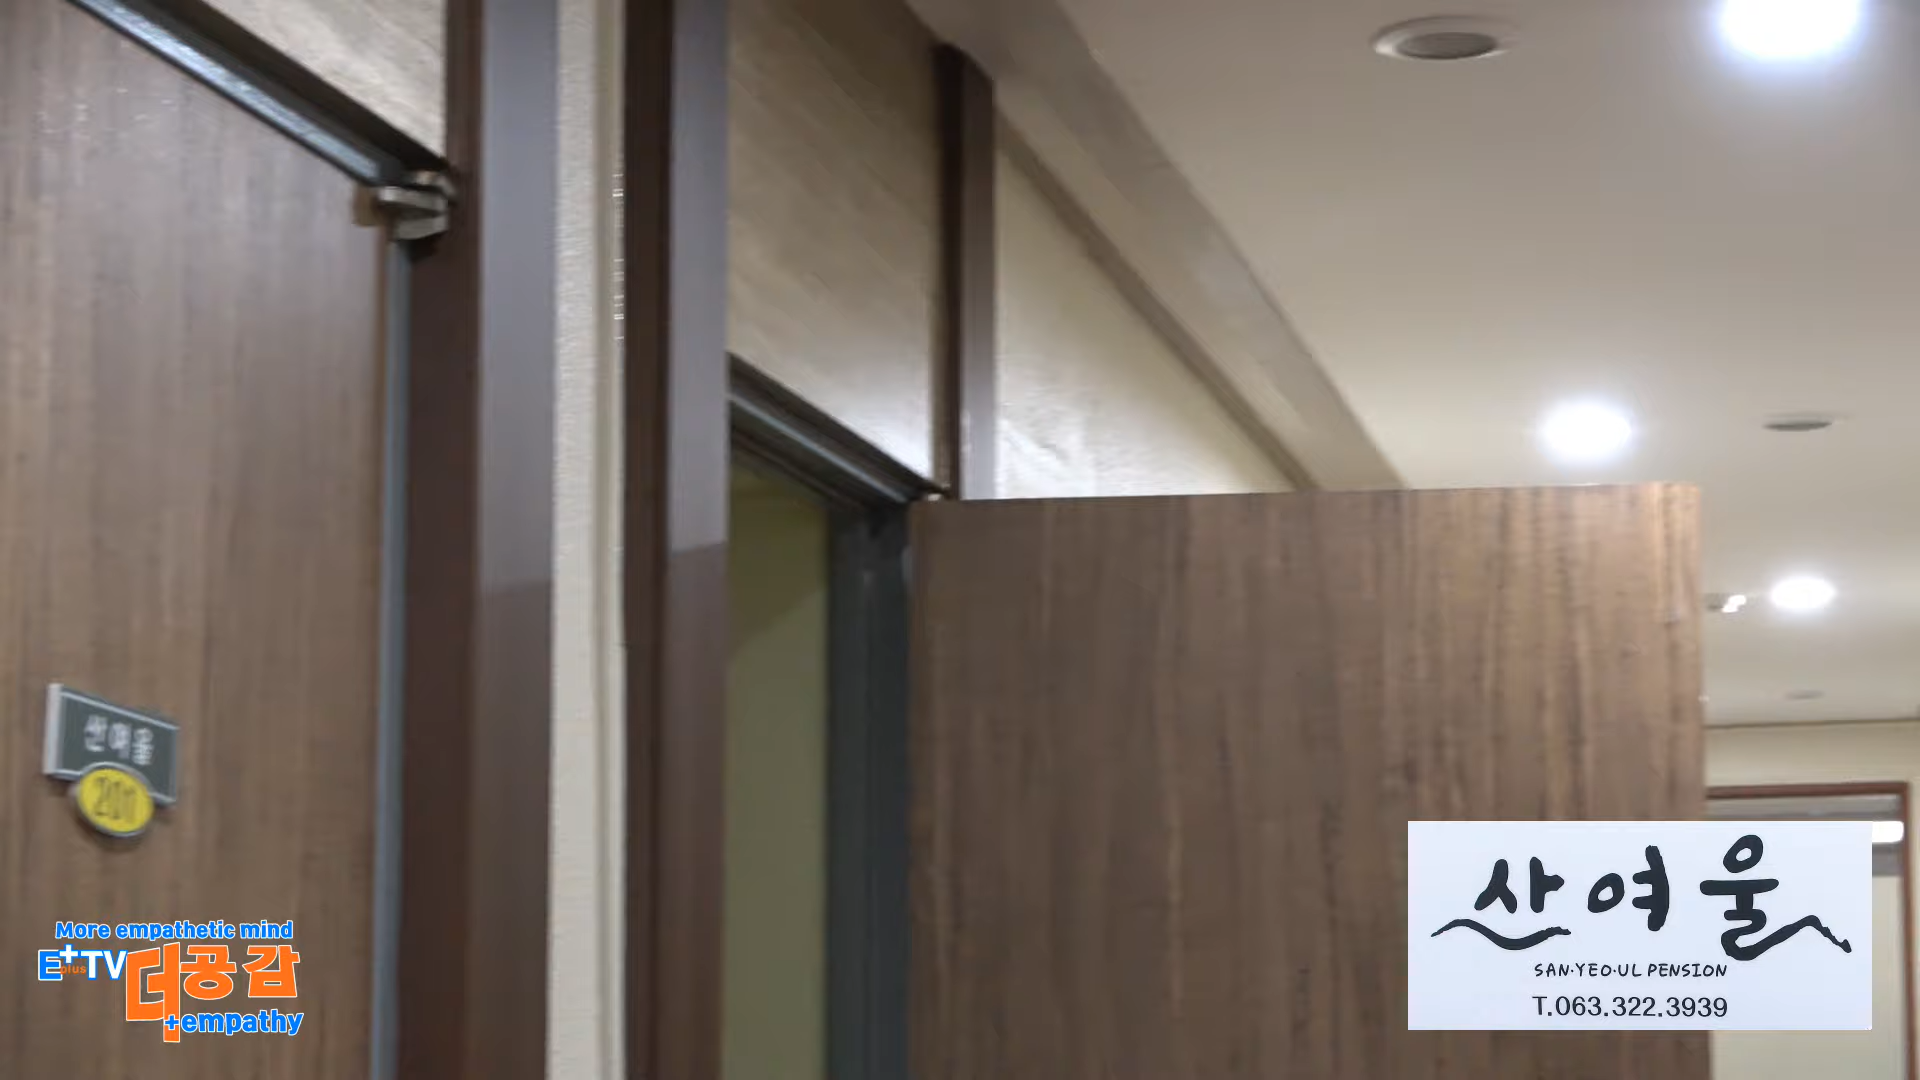 산여울
201
More empathetic mind
E+plus TV 더공감
+empathy
산여울
SAN·YEO·UL PENSION
T.063.322.3939